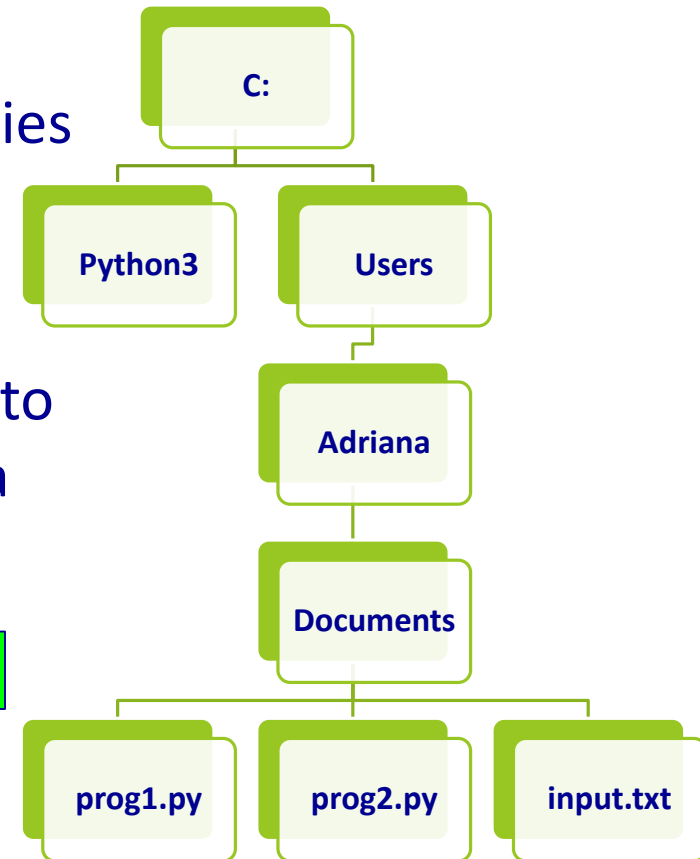 C:
ies
Python3 Users
to
Adriana
a
Documents
prog1.py prog2.py input.txt